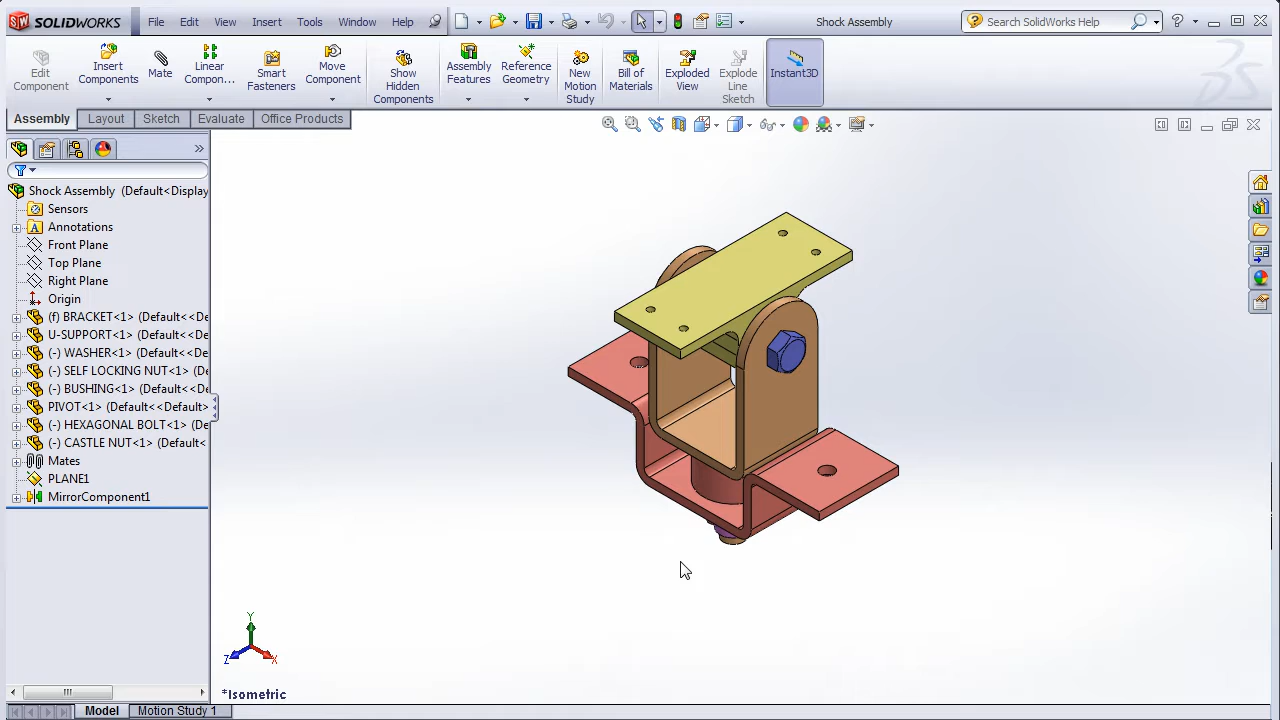 SOLIDWORKS File Edit View Insert Tools Window Help Shock Assembly Search SolidWorks Help
Edit Component
Insert Components
Mate
Linear Compon...
Smart Fasteners
Move Component
Show Hidden Components
Assembly Features
Reference Geometry
New Motion Study
Bill of Materials
Exploded View
Explode Line Sketch
Instant3D
Assembly Layout Sketch Evaluate Office Products
Shock Assembly (Default<Display
Sensors
Annotations
Front Plane
Top Plane
Right Plane
Origin
(f) BRACKET<1> (Default<<De
U-SUPPORT<1> (Default<<De
(-) WASHER<1> (Default<<De
(-) SELF LOCKING NUT<1> (De
(-) BUSHING<1> (Default<<De
PIVOT<1> (Default<<Default>
(-) HEXAGONAL BOLT<1> (De
(-) CASTLE NUT<1> (Default<
Mates
PLANE1
MirrorComponent1
Y
Z X
*Isometric
Model Motion Study 1